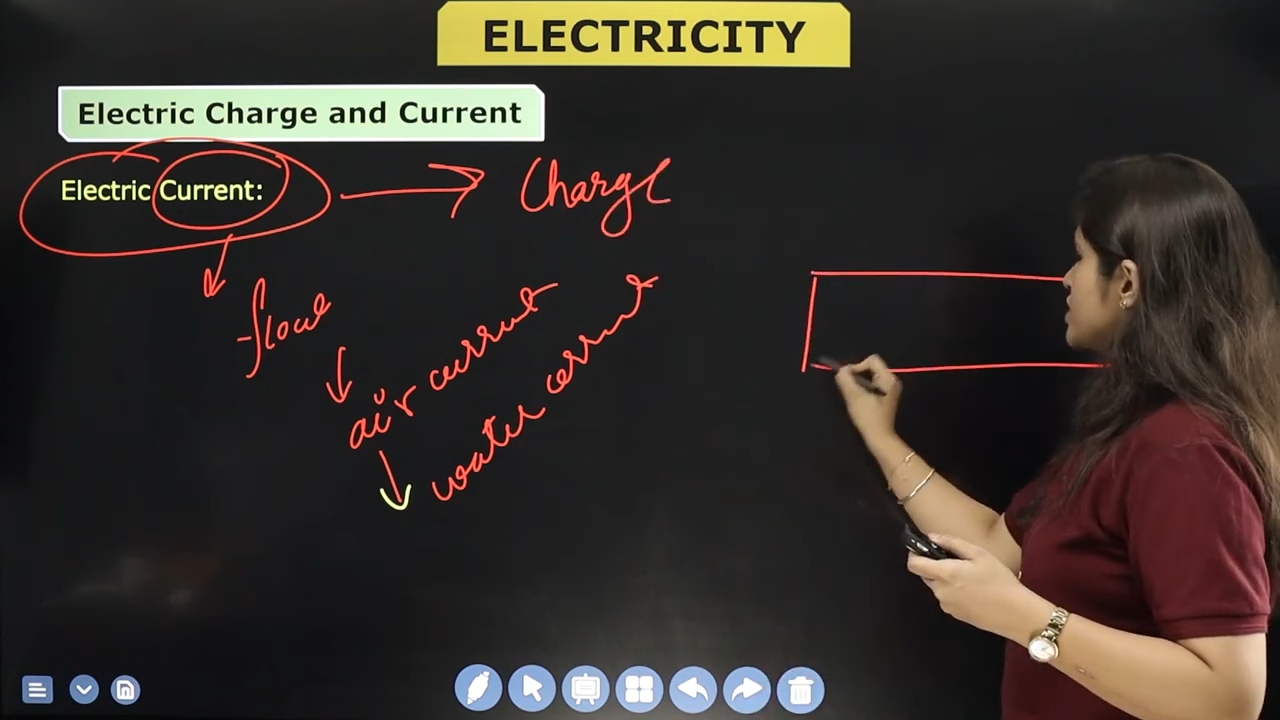 ELECTRICITY
Electric Charge and Current
Electric Current: Charge
flow
air current
water current